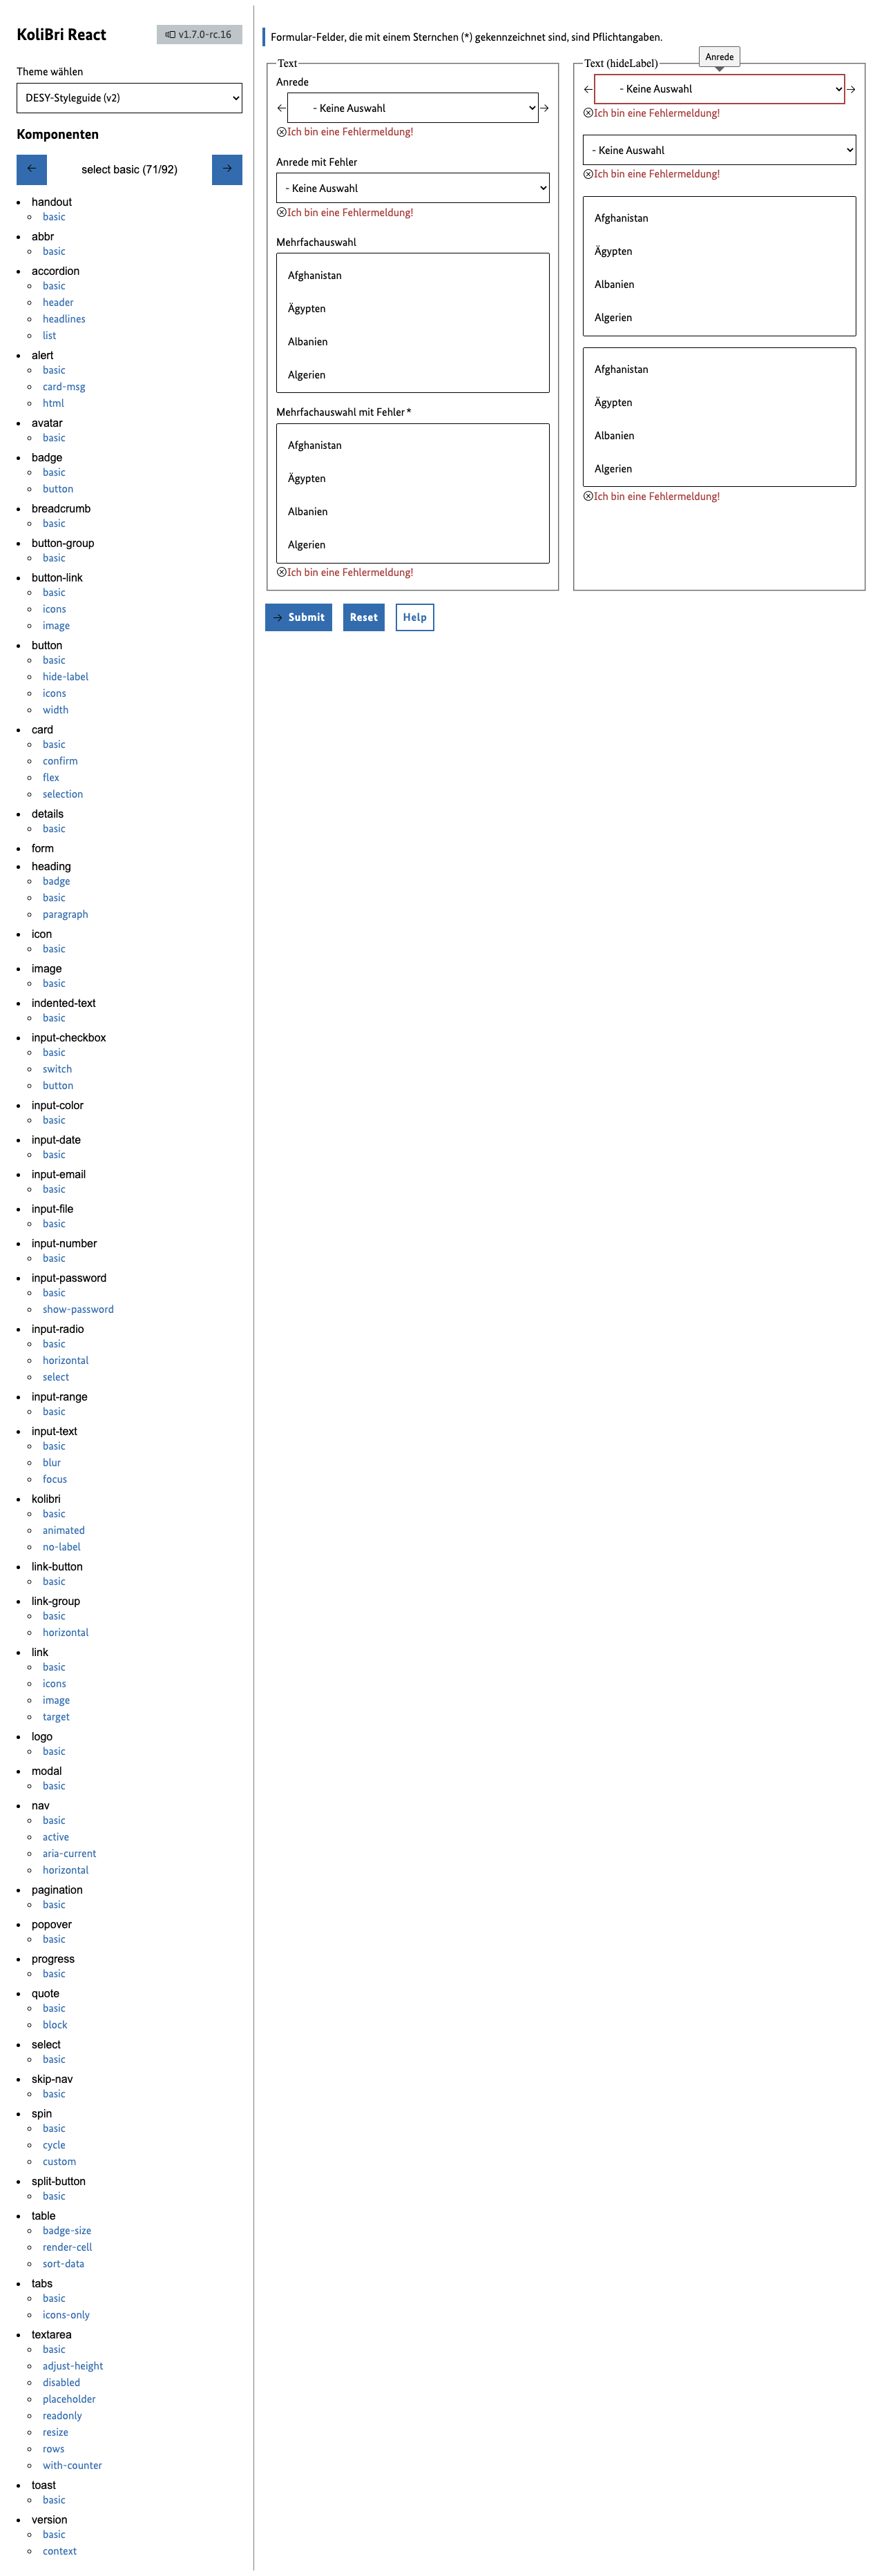 KoliBri React
v1.7.0-rc.16
Theme wählen
DESY-Styleguide (v2)
Komponenten
←
select basic (71/92)
→
handout
basic
abbr
basic
accordion
basic
header
headlines
list
alert
basic
card-msg
html
avatar
basic
badge
basic
button
breadcrumb
basic
button-group
basic
button-link
basic
icons
image
button
basic
hide-label
icons
width
card
basic
confirm
flex
selection
details
basic
form
heading
badge
basic
paragraph
icon
basic
image
basic
indented-text
basic
input-checkbox
basic
switch
button
input-color
basic
input-date
basic
input-email
basic
input-file
basic
input-number
basic
input-password
basic
show-password
input-radio
basic
horizontal
select
input-range
basic
input-text
basic
blur
focus
kolibri
basic
animated
no-label
link-button
basic
link-group
basic
horizontal
link
basic
icons
image
target
logo
basic
modal
basic
nav
basic
active
aria-current
horizontal
pagination
basic
popover
basic
progress
basic
quote
basic
block
select
basic
skip-nav
basic
spin
basic
cycle
custom
split-button
basic
table
badge-size
render-cell
sort-data
tabs
basic
icons-only
textarea
basic
adjust-height
disabled
placeholder
readonly
resize
rows
with-counter
toast
basic
version
basic
context
Formular-Felder, die mit einem Sternchen (*) gekennzeichnet sind, sind Pflichtangaben.
Text
Anrede
- Keine Auswahl
Ich bin eine Fehlermeldung!
Anrede mit Fehler
- Keine Auswahl
Ich bin eine Fehlermeldung!
Mehrfachauswahl
Afghanistan
Ägypten
Albanien
Algerien
Mehrfachauswahl mit Fehler*
Afghanistan
Ägypten
Albanien
Algerien
Ich bin eine Fehlermeldung!
Text (hideLabel)
Anrede
- Keine Auswahl
Ich bin eine Fehlermeldung!
- Keine Auswahl
Ich bin eine Fehlermeldung!
Afghanistan
Ägypten
Albanien
Algerien
Afghanistan
Ägypten
Albanien
Algerien
Ich bin eine Fehlermeldung!
→ Submit
Reset
Help